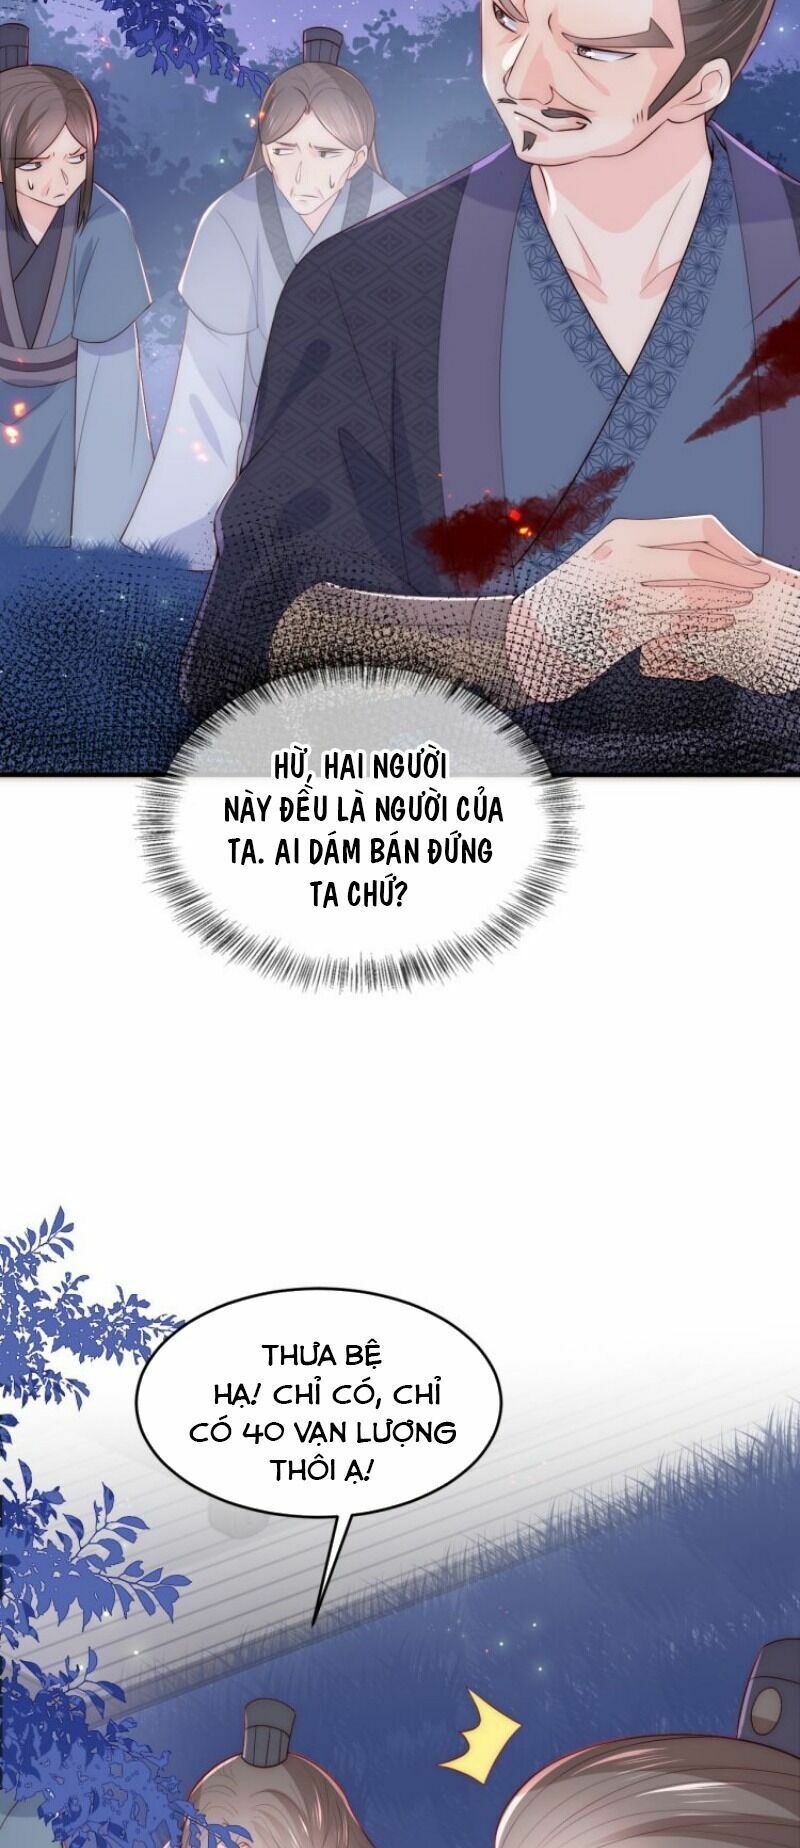 HỪ, HAI NGƯỜI
NÀY ĐỀU LÀ NGƯỜI CỦA
TA. AI DÁM BÁN ĐỨNG
TA CHỨ?
THƯA BỆ
HẠ! CHỈ CÓ, CHỈ
CÓ 40 VẠN LƯỢNG
THÔI Ạ!